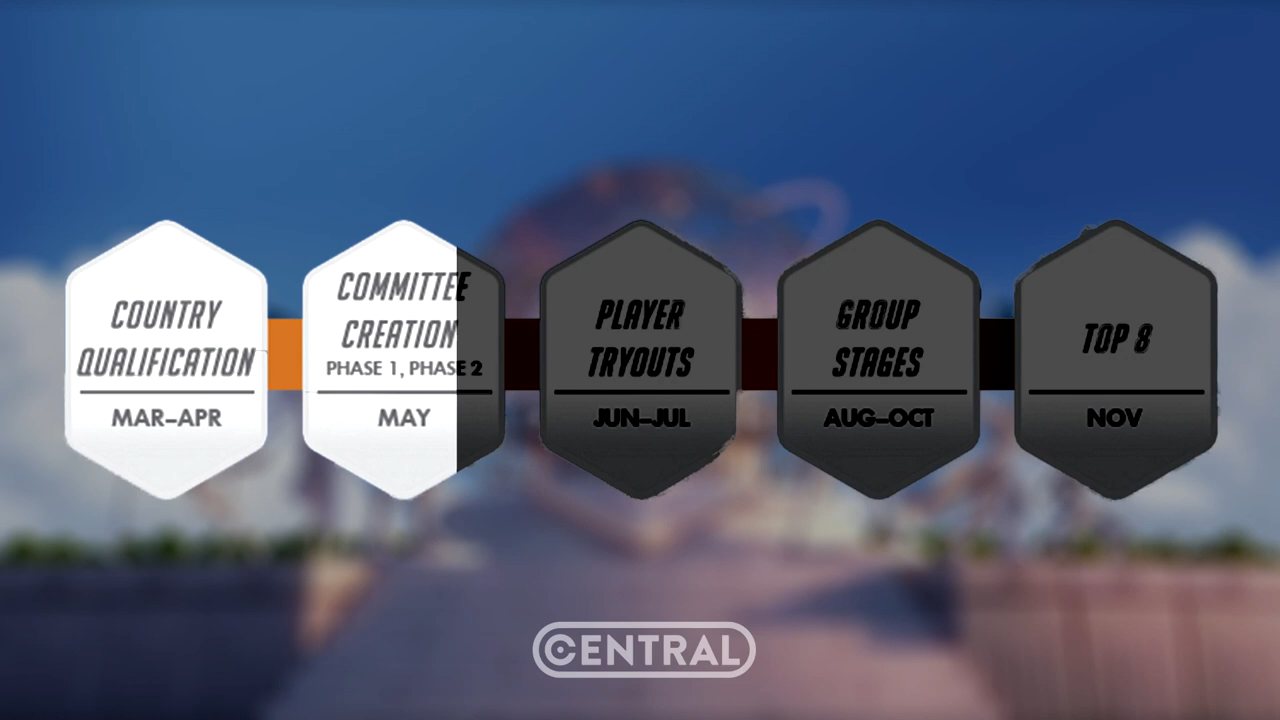 COUNTRY
QUALIFICATION
MAR–APR
COMMITTEE
CREATION
PHASE 1, PHASE 2
MAY
PLAYER
TRYOUTS
JUN–JUL
GROUP
STAGES
AUG–OCT
TOP 8
NOV
CENTRAL